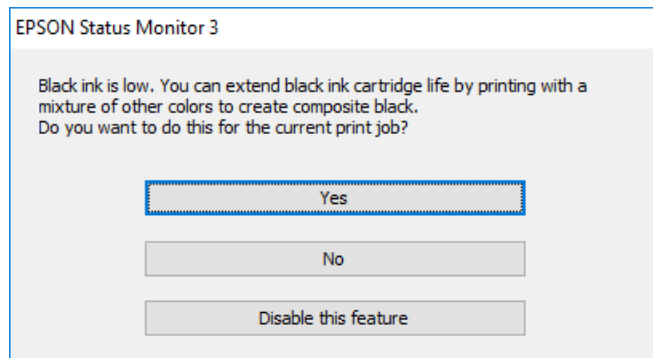 EPSON Status Monitor 3
Black ink is low. You can extend black ink cartridge life by printing with a
mixture of other colors to create composite black.
Do you want to do this for the current print job?
Yes
No
Disable this feature